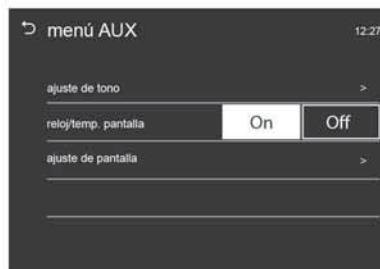 menú AUX 12:27
ajuste de tono >
reloj/temp. pantalla On Off
ajuste de pantalla >